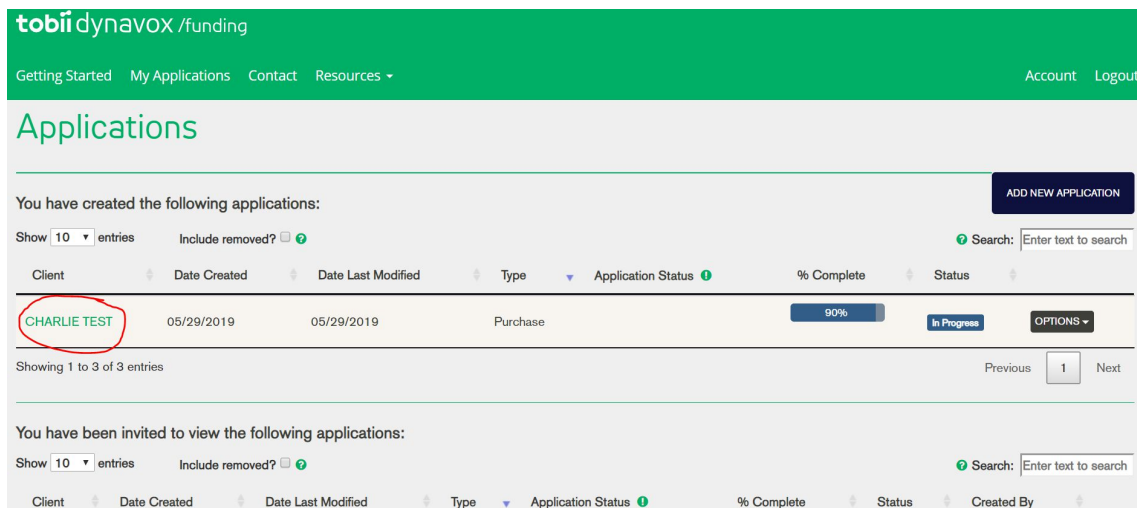 tobii dynavox /funding
Getting Started My Applications Contact Resources Account Logout
Applications
ADD NEW APPLICATION
You have created the following applications:
Show 10 entries Include removed? Search: Enter text to search
Client Date Created Date Last Modified Type Application Status % Complete Status
CHARLIE TEST 05/29/2019 05/29/2019 Purchase 90% In Progress OPTIONS
Showing 1 to 3 of 3 entries Previous 1 Next
You have been invited to view the following applications:
Show 10 entries Include removed? Search: Enter text to search
Client Date Created Date Last Modified Type Application Status % Complete Status Created By